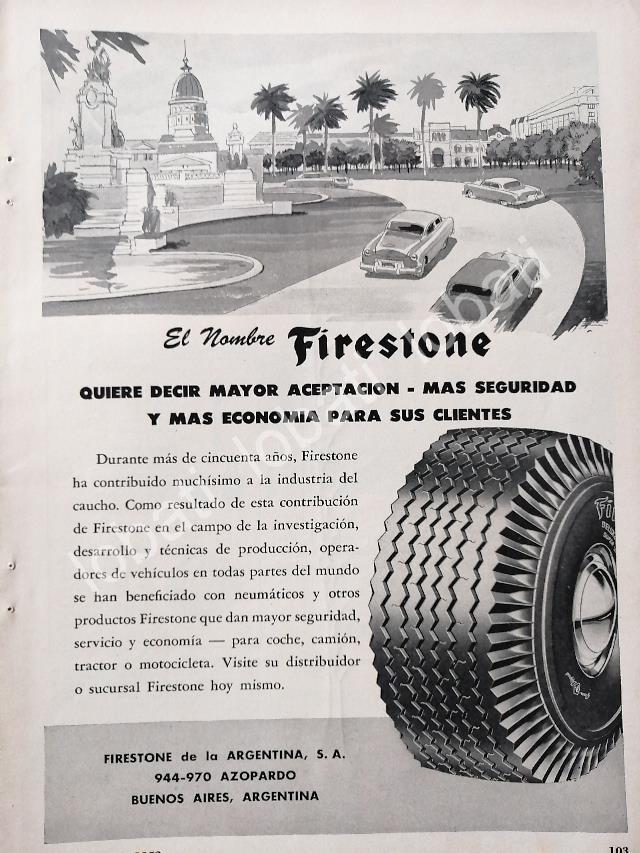 El Nombre Firestone
QUIERE DECIR MAYOR ACEPTACION - MAS SEGURIDAD
Y MAS ECONOMIA PARA SUS CLIENTES
Durante más de cincuenta años, Firestone
ha contribuido muchísimo a la industria del
caucho. Como resultado de esta contribución
de Firestone en el campo de la investigación,
desarrollo y técnicas de producción, opera-
dores de vehículos en todas partes del mundo
se han beneficiado con neumáticos y otros
productos Firestone que dan mayor seguridad,
servicio y economía — para coche, camión,
tractor o motocicleta. Visite su distribuidor
o sucursal Firestone hoy mismo.
FIRESTONE de la ARGENTINA, S. A.
944-970 AZOPARDO
BUENOS AIRES, ARGENTINA
103